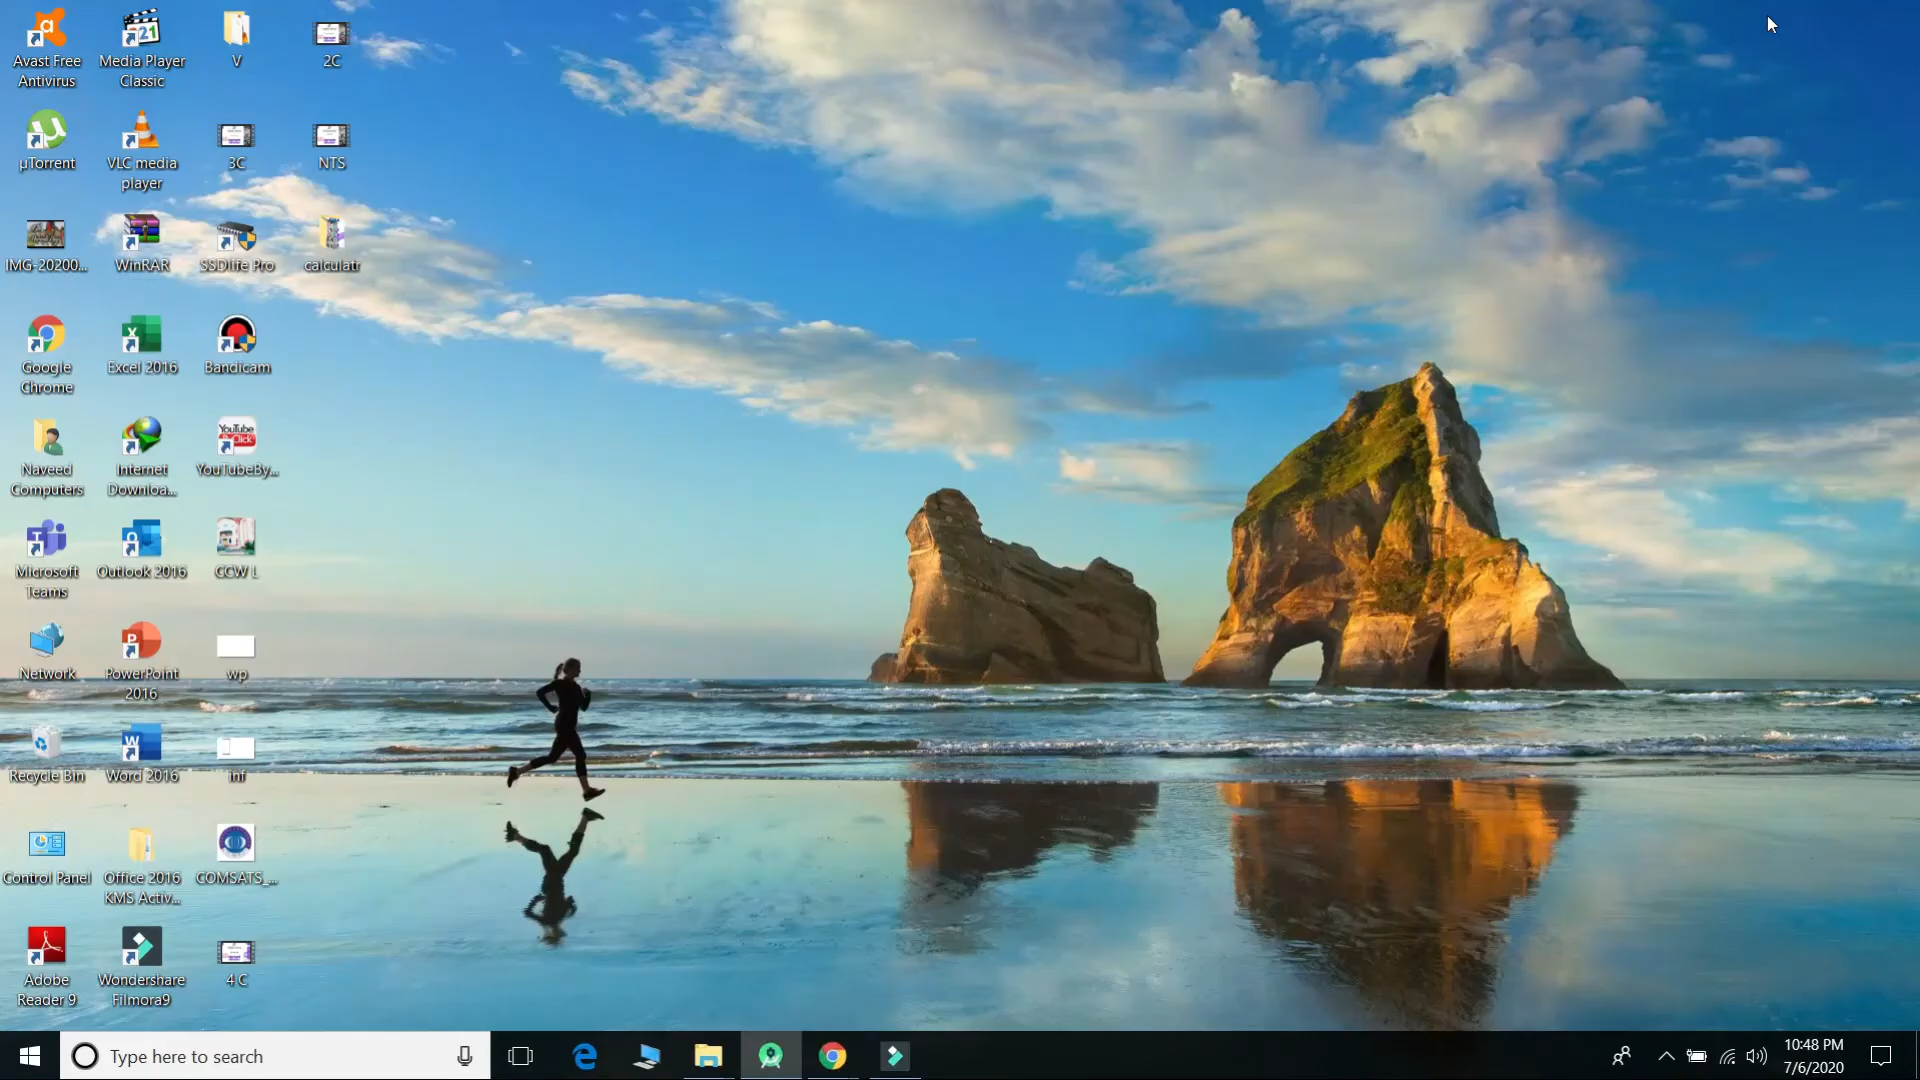 Avast Free
Antivirus
Media Player
Classic
V
2C
µTorrent
VLC media
player
3C
NTS
IMG-20200...
WinRAR
SSDlife Pro
calculatr
Google
Chrome
Excel 2016
Bandicam
Naveed
Computers
Internet
Downloa...
YouTubeBy...
Microsoft
Teams
Outlook 2016
CCW L
Network
PowerPoint
2016
wp
Recycle Bin
Word 2016
inf
Control Panel
Office 2016
KMS Activ...
COMSATS_...
Adobe
Reader 9
Wondershare
Filmora9
4 C
Type here to search
10:48 PM
7/6/2020